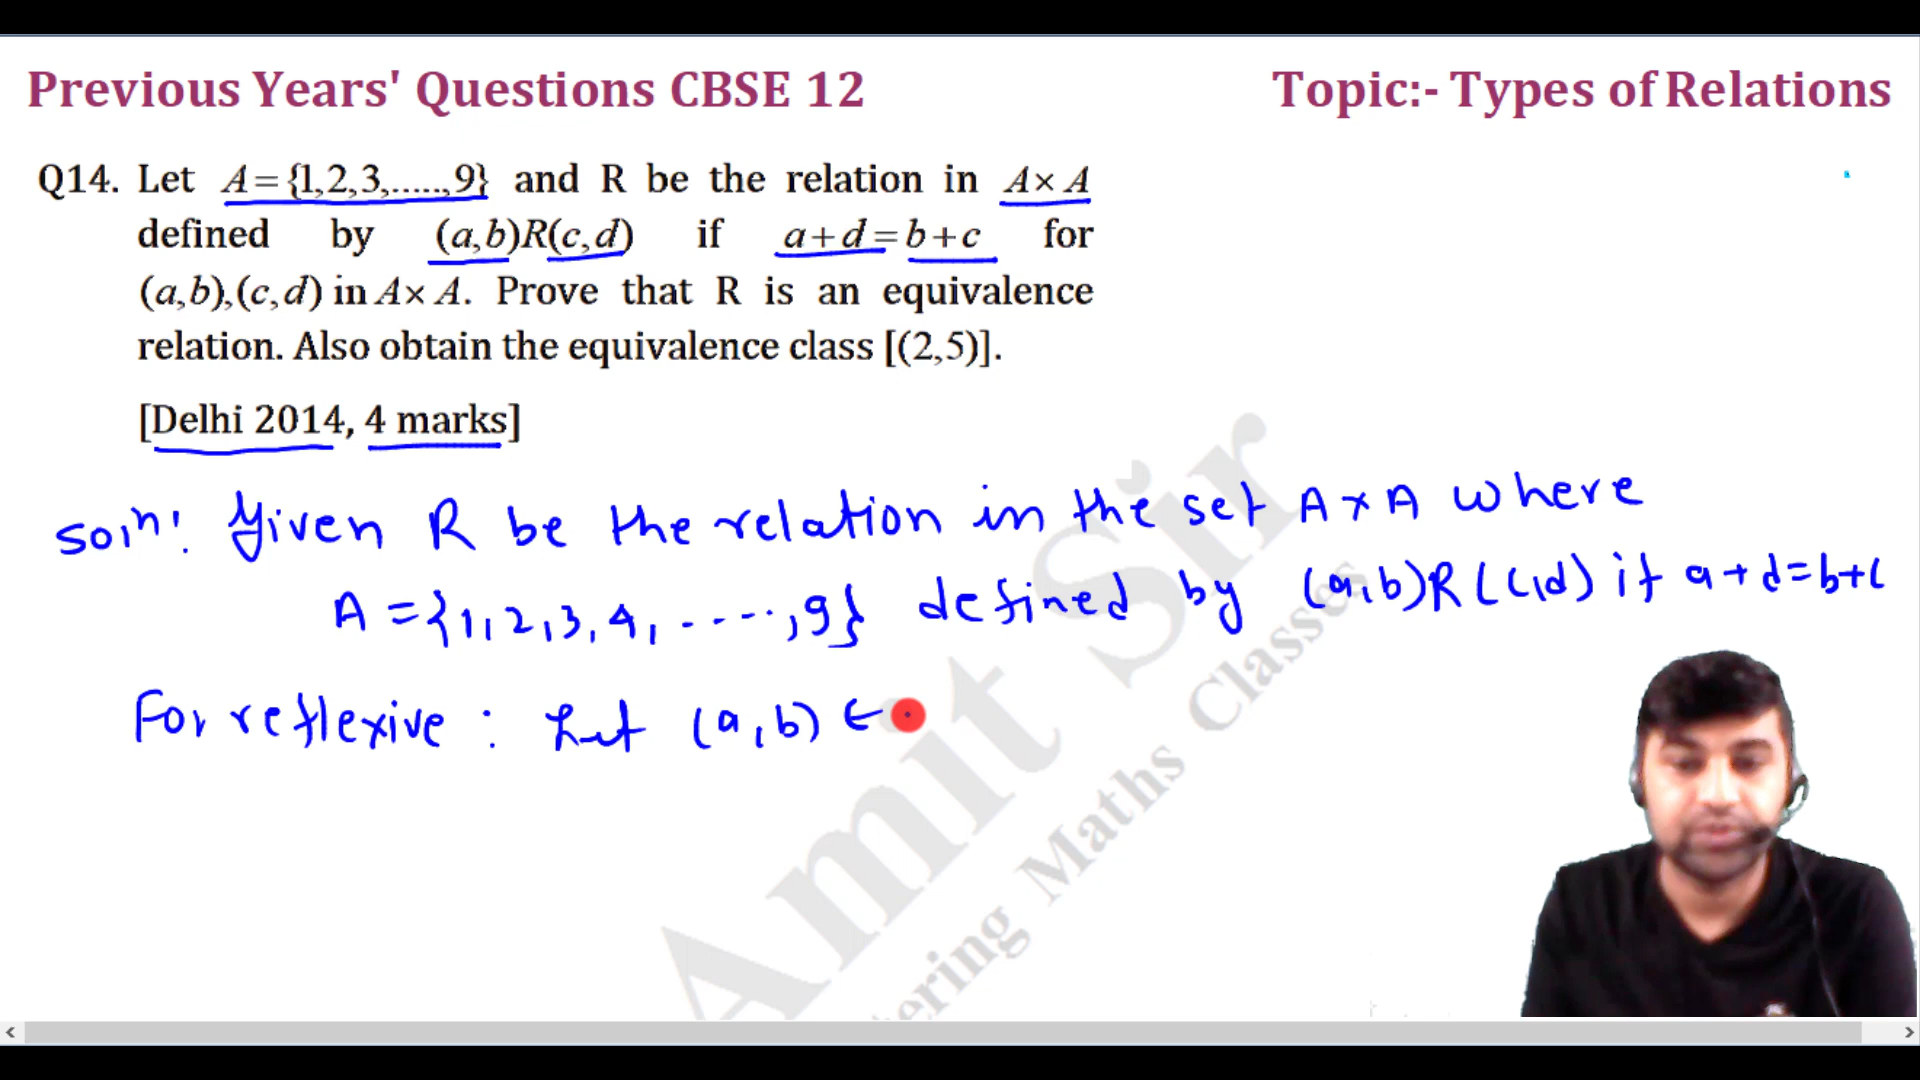 Previous Years' Questions CBSE 12
Topic:- Types of Relations
Q14. Let A={1,2,3,.....,9} and R be the relation in A×A
defined by (a,b)R(c,d) if a+d=b+c for
(a,b),(c,d) in A×A. Prove that R is an equivalence
relation. Also obtain the equivalence class [(2,5)].
[Delhi 2014, 4 marks]
Soln: Given R be the relation in the set A×A where
A={1,2,3,4,-----,9} defined by (a,b)R(c,d) if a+d=b+c
For reflexive: Let (a,b) ∈
Amit Sir
tering Maths Classes